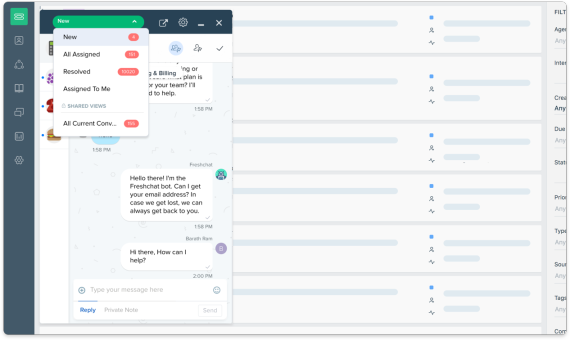 New
New
All Assigned
Resolved
Assigned To Me
SHARED VIEWS
All Current Conv...
g & Billing
ng or
plan is
or your team? I'll
d to help.
1:58 PM
1:58 PM
Freshchat
Hello there! I'm the
Freshchat bot. Can I get
your email address? In
case we get lost, we can
always get back to you.
1:58 PM
Barath Ram
B
Hi there, How can I
help?
2:00 PM
Type your message here
Reply
Private Note
Send
FILT
Agen
Any
Inter
Crea
Any
Due
Any
Stat
Prior
Any
Type
Any
Sour
Any
Tags
Any
Com